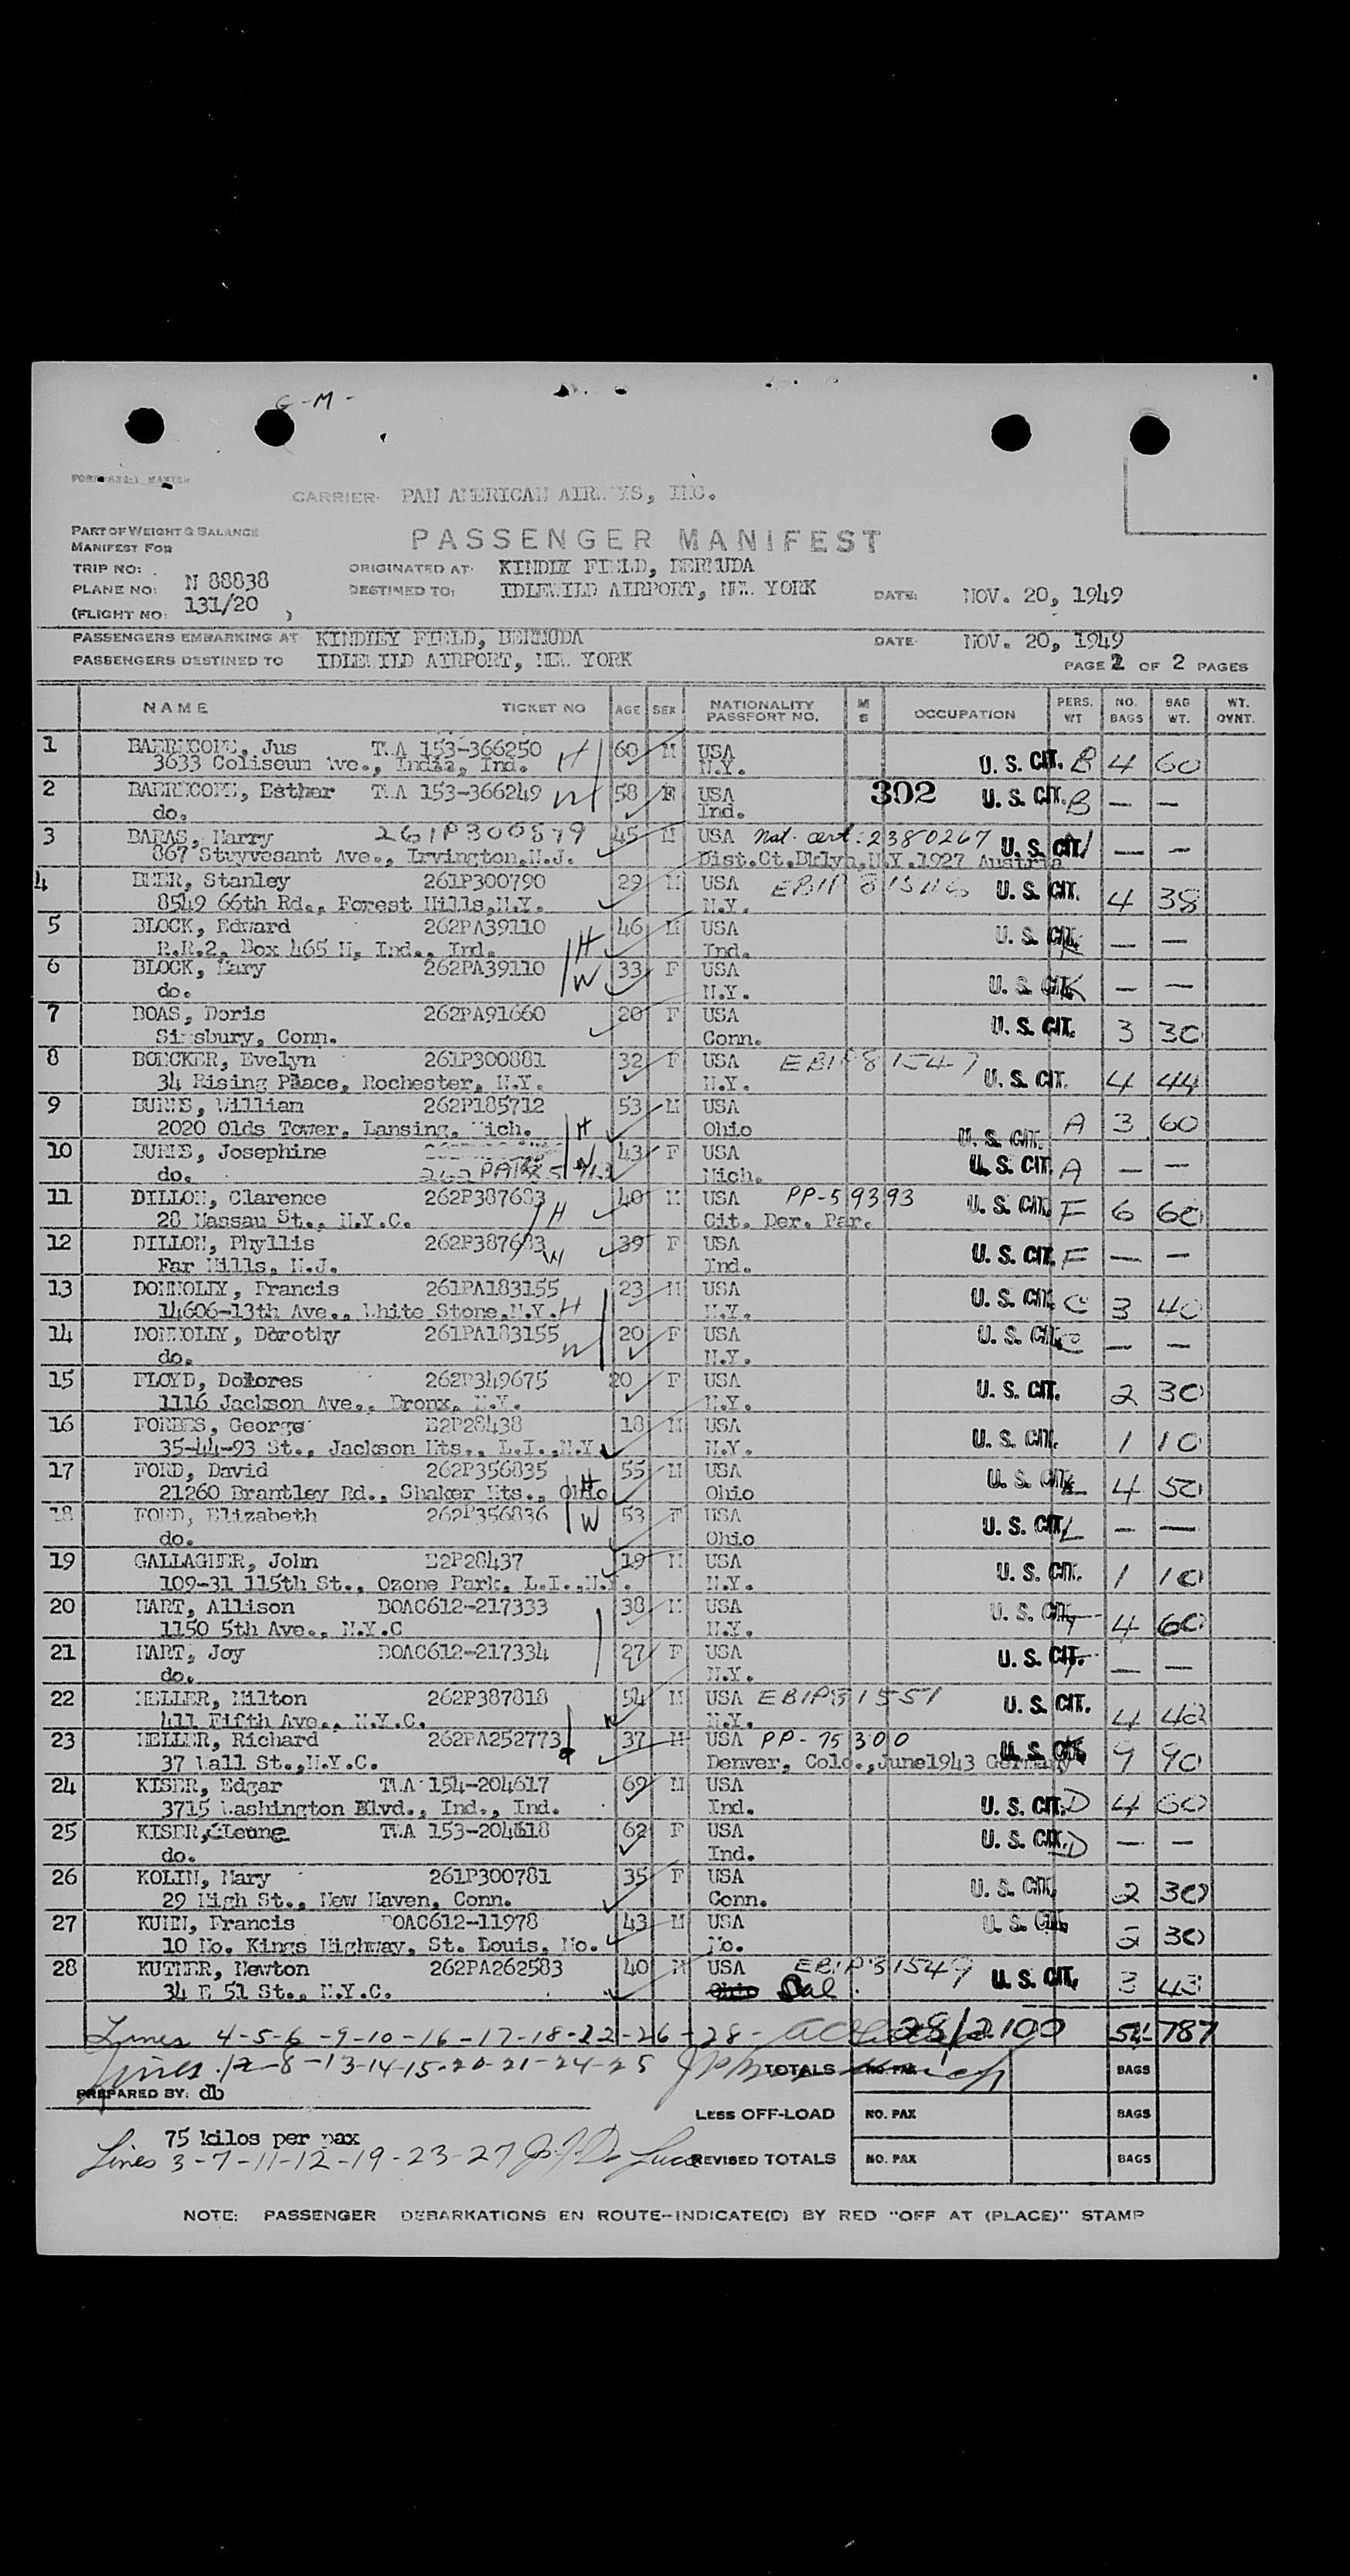 G-M-
CARRIER PAN AMERICAN AIRWAYS, INC.
PART OF WEIGHT & BALANCE
MANIFEST FOR
PASSENGER MANIFEST
TRIP NO:
ORIGINATED AT KINDLEY FIELD, BERMUDA
PLANE NO: N 88838
DESTINED TO: IDLEWILD AIRPORT, NEW YORK
DATE: NOV. 20, 1949
(FLIGHT NO: 131/20 )
PASSENGERS EMBARKING AT KINDLEY FIELD, BERMUDA
DATE NOV. 20, 1949
PASSENGERS DESTINED TO IDLEWILD AIRPORT, NEW YORK
PAGE 2 OF 2 PAGES
NAME TICKET NO AGE SEX NATIONALITY PASSPORT NO. M S OCCUPATION PERS. WT NO. BAGS BAG WT. WT. OVNT.
1 Jus TWA 153-366250 H 60 M USA U. S. CIT. B 4 60
3633 Coliseum Ave., Ind. N.Y.
2 Esther TWA 153-366249 W 58 F USA 302 U. S. CIT. B — —
do. Ind.
3 BARAS, Harry 261P300879 45 M USA Nat. cert. 2380267 U. S. CIT. — —
867 Stuyvesant Ave., Irvington, N.J. Dist.Ct.Bklyn,N.Y.1927 Austria
4 BEER, Stanley 261P300790 29 M USA U. S. CIT. 4 38
8549 66th Rd., Forest Hills,N.Y. N.Y.
5 BLOCK, Edward 262PA39110 H 46 M USA U. S. CIT. K — —
R.R.2, Box 465 H, Ind., Ind. Ind.
6 BLOCK, Mary 262PA39110 W 33 F USA U. S. CIT. K — —
do. N.Y.
7 BOAS, Doris 262PA91660 20 F USA U. S. CIT. 3 30
Simsbury, Conn. Conn.
8 BOECKER, Evelyn 261P300881 32 F USA EBIP81547 U. S. CIT. 4 44
34 Rising Place, Rochester, N.Y. N.Y.
9 BURNS, William 262P185712 H 53 M USA U. S. CIT. A 3 60
2020 Olds Tower, Lansing, Mich. Ohio
10 BURNS, Josephine W 43 F USA U. S. CIT. A — —
do. Mich.
11 DILLON, Clarence 262P387683 H 40 M USA PP-59393 U. S. CIT. F 6 60
28 Nassau St., N.Y.C. Cit. Der. Par.
12 DILLON, Phyllis 262P387683 W 39 F USA U. S. CIT. F — —
Far Hills, N.J. Ind.
13 DONNOLLY, Francis 261PA183155 23 M USA U. S. CIT. C 3 40
14606-13th Ave., White Stone,N.Y. H N.Y.
14 DONNOLLY, Dorothy 261PA183155 W 20 F USA U. S. CIT. C — —
do. N.Y.
15 FLOYD, Dolores 262P349675 20 F USA U. S. CIT. 2 30
1116 Jackson Ave., Bronx, N.Y. N.Y.
16 FORBES, George E2P28438 18 M USA U. S. CIT. 1 10
35-44-93 St., Jackson Hts., L.I.,N.Y. N.Y.
17 FORD, David 262P356835 H 55 M USA U. S. CIT. L 4 50
21260 Brantley Rd., Shaker Hts., Ohio Ohio
18 FORD, Elizabeth 262P356836 W 53 F USA U. S. CIT. L — —
do. Ohio
19 GALLAGHER, John E2P28437 19 M USA U. S. CIT. 1 10
109-31 115th St., Ozone Park, L.I.,N.Y. N.Y.
20 HART, Allison BOAC612-217333 38 M USA U. S. CIT. 4 60
1150 5th Ave., N.Y.C N.Y.
21 HART, Joy BOAC612-217334 27 F USA U. S. CIT. — —
do. N.Y.
22 HELLER, Milton 262P387818 54 M USA EBIP81551 U. S. CIT. 4 40
411 Fifth Ave., N.Y.C. N.Y.
23 HELLER, Richard 262PA252773 37 M USA PP-75300 U. S. CIT. 9 90
37 Wall St.,N.Y.C. Denver, Colo.,June1943 Germany
24 KISER, Edgar TWA 154-204617 69 M USA U. S. CIT. D 4 60
3715 Washington Blvd., Ind., Ind. Ind.
25 KISER, TWA 153-204618 62 F USA U. S. CIT. D — —
do. Ind.
26 KOLIN, Mary 261P300781 35 F USA U. S. CIT. 2 30
29 High St., New Haven, Conn. Conn.
27 KUHN, Francis BOAC612-11978 43 M USA U. S. CIT. 2 30
10 No. Kings Highway, St. Louis, Mo. Mo.
28 KUTNER, Newton 262PA262583 40 M USA EBIP81549 U. S. CIT. 3 43
34 E 51 St., N.Y.C.
Lines 4-5-6-9-10-16-17-18-22-26-28- 28/2100 54 787
Lines 1-2-8-13-14-15-20-21-24-25 TOTALS NO. PAX BAGS
PREPARED BY: db
LESS OFF-LOAD NO. PAX BAGS
75 kilos per pax
Lines 3-7-11-12-19-23-27 REVISED TOTALS NO. PAX BAGS
NOTE: PASSENGER DEBARKATIONS EN ROUTE—INDICATE(D) BY RED "OFF AT (PLACE)" STAMP